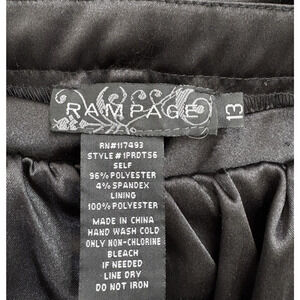 RAMPAGE
13
RN#117493
STYLE#1PRDTS6
SELF
96%POLYESTER
4%SPANDEX
LINING
100%POLYESTER
MADE IN CHINA
HAND WASH COLD
ONLY NON-CHLORINE
BLEACH
IF NEEDED
LINE DRY
DO NOT IRON